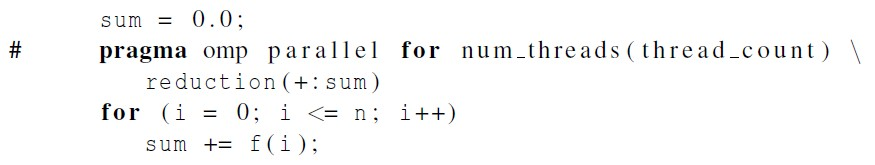 sum = 0.0;
# pragma omp parallel for num_threads(thread_count) \
reduction(+:sum)
for (i = 0; i <= n; i++)
sum += f(i);